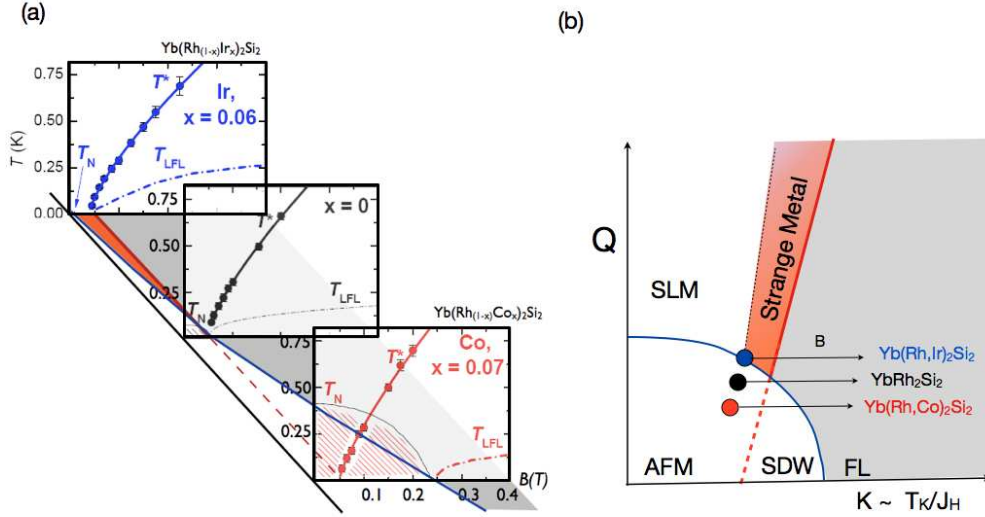 (a)
Yb(Rh(1-x)Irx)2Si2
0.75
0.50
0.25
0.00
T (K)
T*
Ir,
x = 0.06
TN
TLFL
0.75
0.50
0.25
x = 0
T*
TN
TLFL
Yb(Rh(1-x)Cox)2Si2
0.75
0.50
0.25
T*
Co,
x = 0.07
TN
TLFL
0.1 0.2 0.3 0.4
B(T)
(b)
Q
SLM
Strange Metal
B
Yb(Rh,Ir)2Si2
YbRh2Si2
Yb(Rh,Co)2Si2
AFM SDW FL
K ~ TK/JH